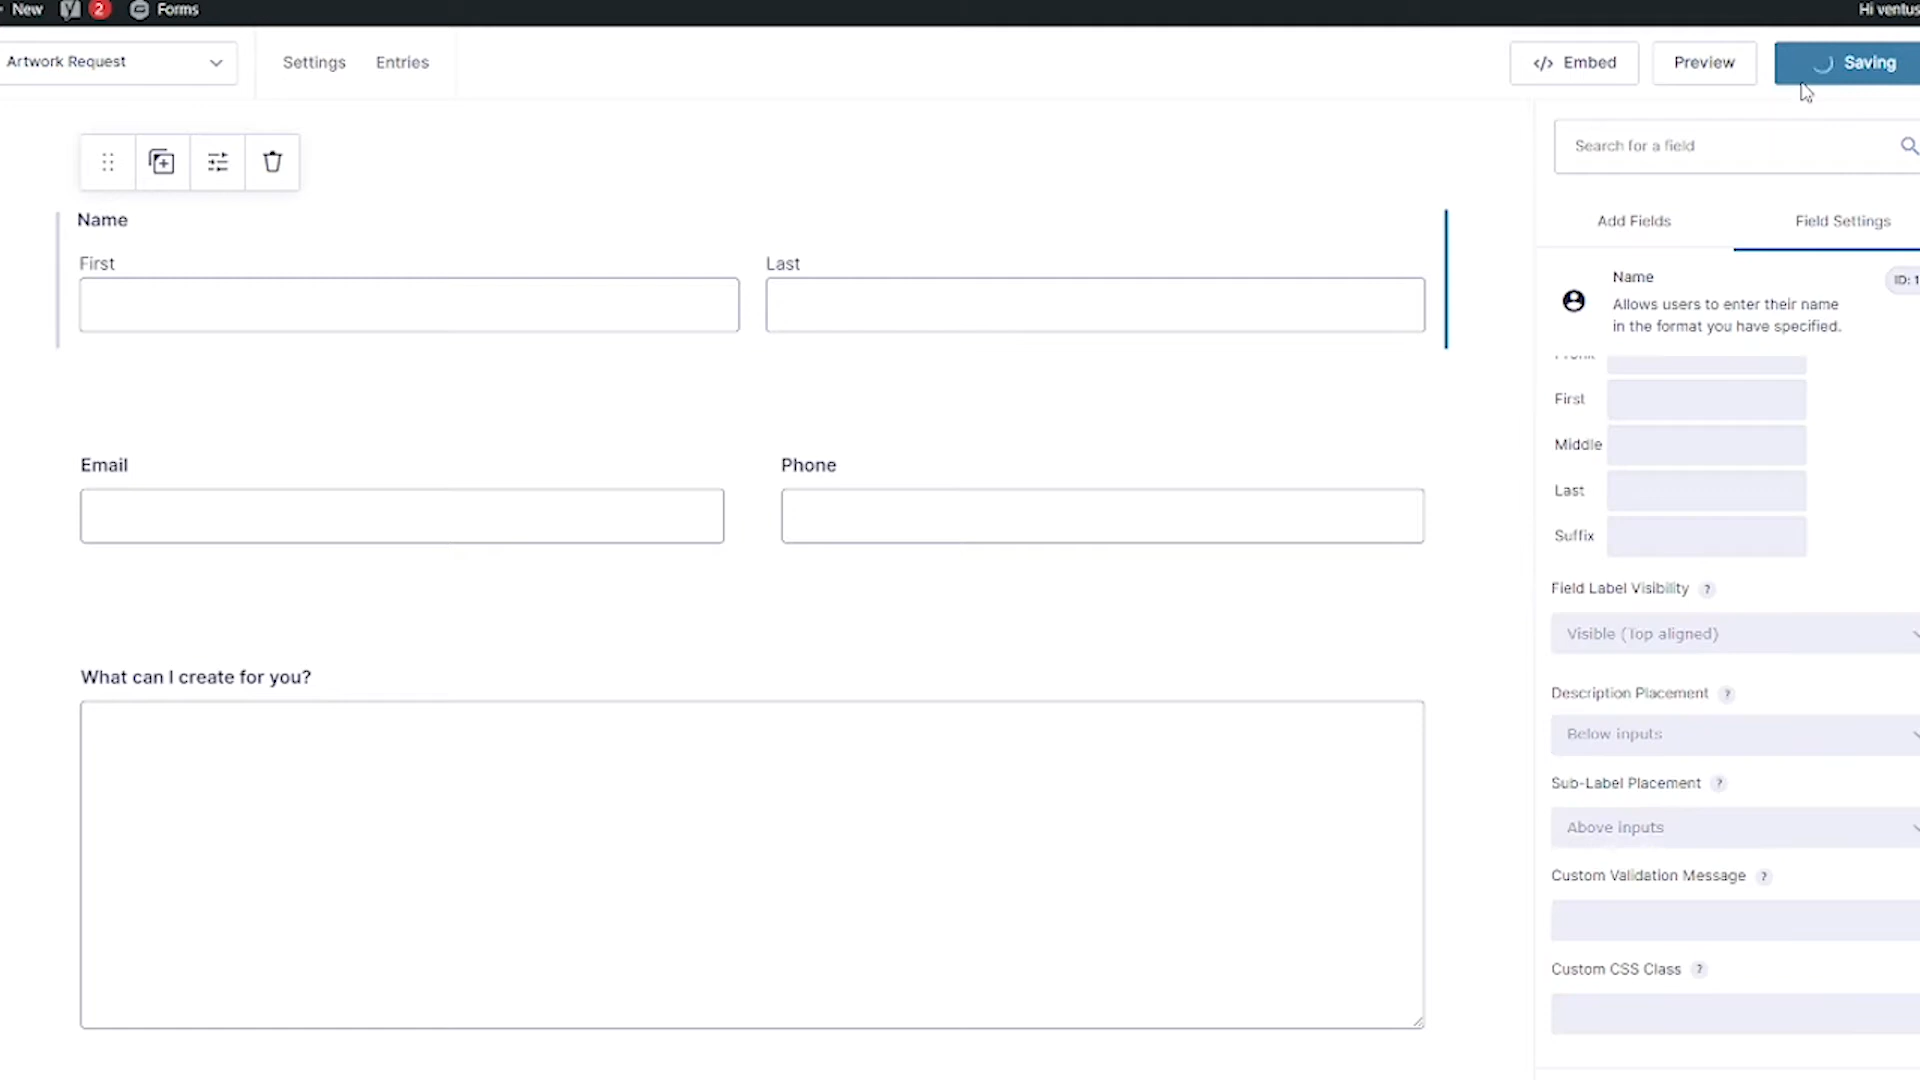 New 2 Forms Hi ventus
Artwork Request Settings Entries </> Embed Preview Saving
Search for a field
Add Fields Field Settings
Name
First Last
Name ID: 1
Allows users to enter their name
in the format you have specified.
First
Middle
Last
Suffix
Email Phone
Field Label Visibility ?
Visible (Top aligned)
What can I create for you?
Description Placement ?
Below inputs
Sub-Label Placement ?
Above inputs
Custom Validation Message ?
Custom CSS Class ?